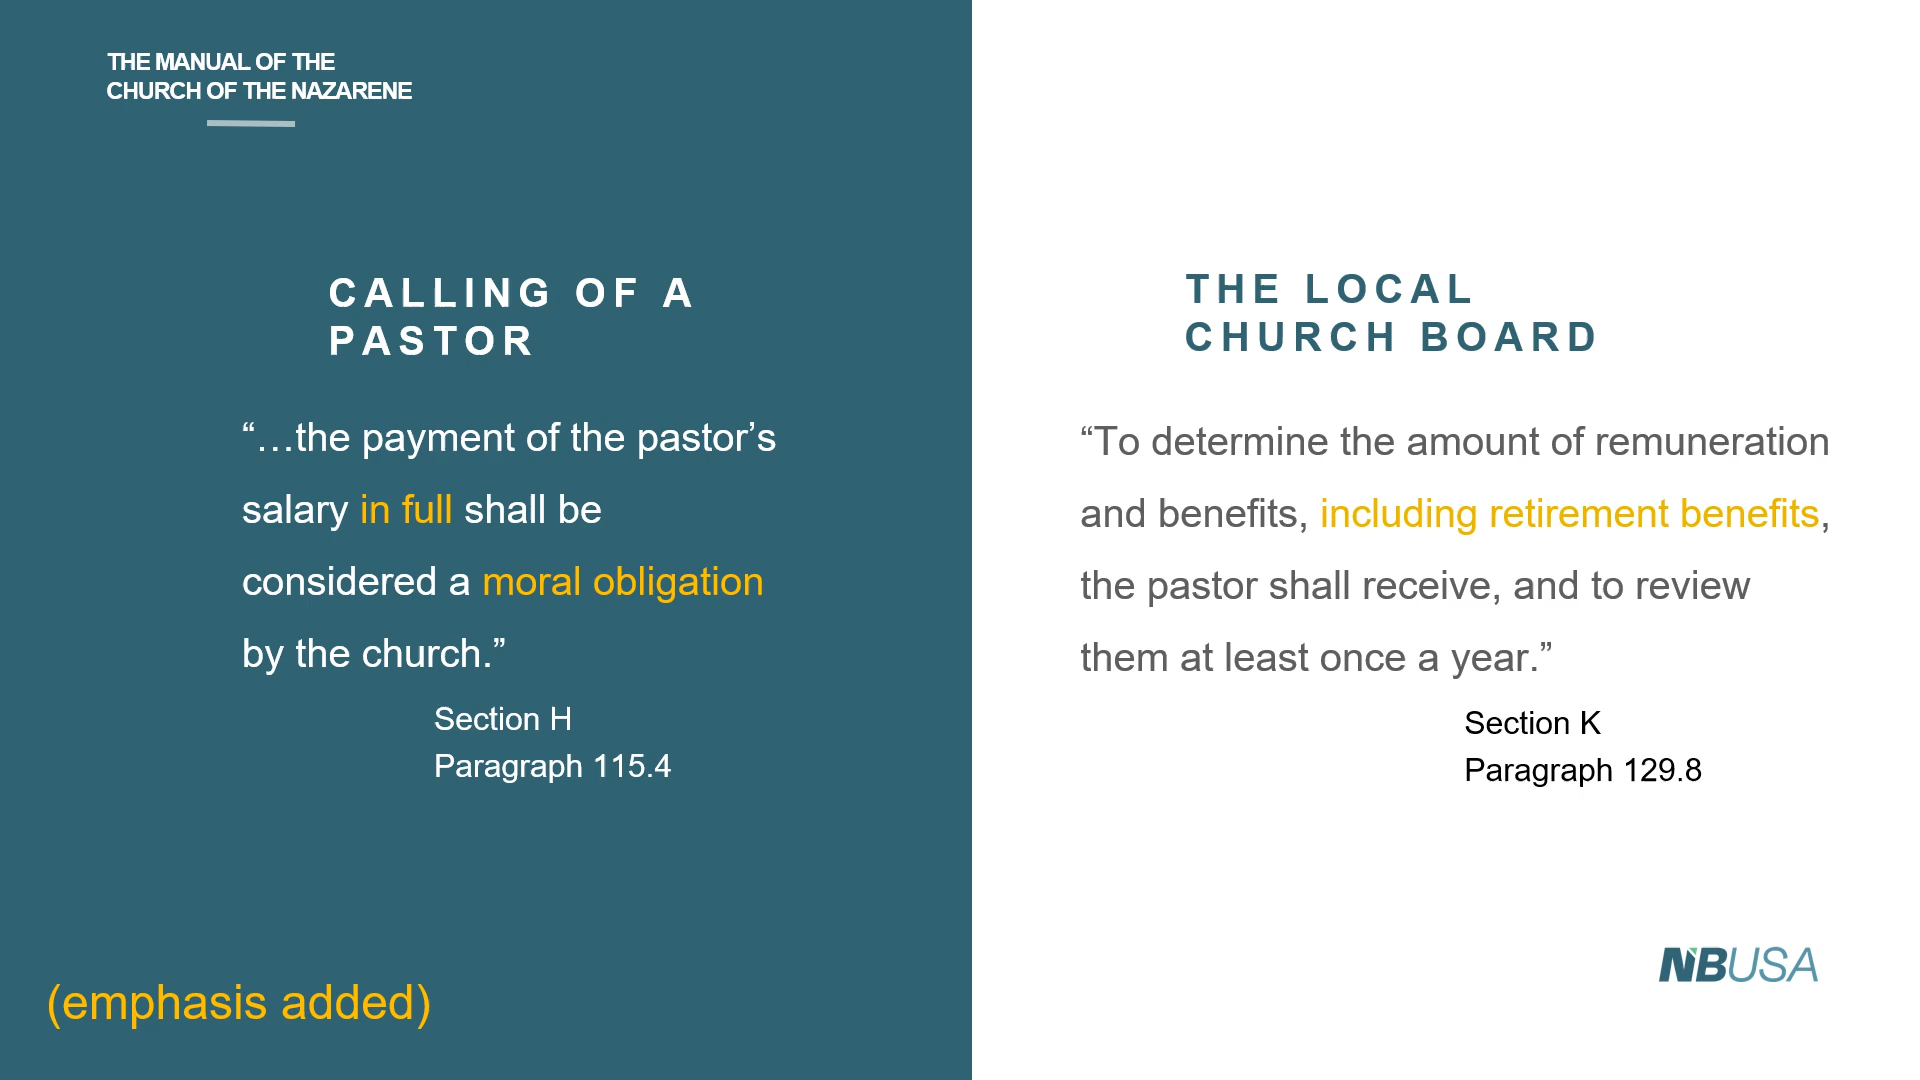 THE MANUAL OF THE
CHURCH OF THE NAZARENE
CALLING OF A
PASTOR
“…the payment of the pastor’s
salary in full shall be
considered a moral obligation
by the church.”
Section H
Paragraph 115.4
(emphasis added)
THE LOCAL
CHURCH BOARD
“To determine the amount of remuneration
and benefits, including retirement benefits,
the pastor shall receive, and to review
them at least once a year.”
Section K
Paragraph 129.8
NBUSA